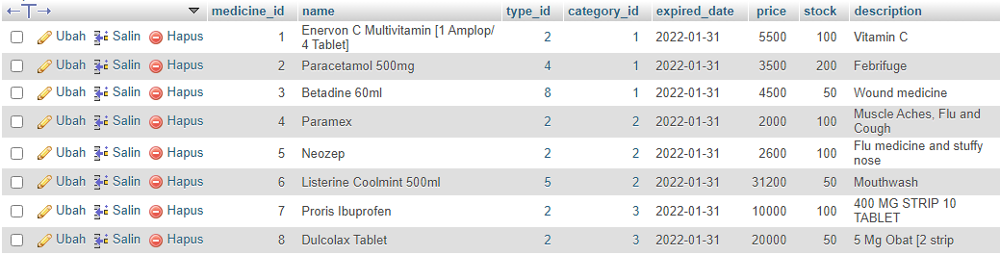 ←T→ medicine_id name type_id category_id expired_date price stock description
Ubah Salin Hapus 1 Enervon C Multivitamin [1 Amplop/ 2 1 2022-01-31 5500 100 Vitamin C
4 Tablet]
Ubah Salin Hapus 2 Paracetamol 500mg 4 1 2022-01-31 3500 200 Febrifuge
Ubah Salin Hapus 3 Betadine 60ml 8 1 2022-01-31 4500 50 Wound medicine
Ubah Salin Hapus 4 Paramex 2 2 2022-01-31 2000 100 Muscle Aches, Flu and
Cough
Ubah Salin Hapus 5 Neozep 2 2 2022-01-31 2600 100 Flu medicine and stuffy
nose
Ubah Salin Hapus 6 Listerine Coolmint 500ml 5 2 2022-01-31 31200 50 Mouthwash
Ubah Salin Hapus 7 Proris Ibuprofen 2 3 2022-01-31 10000 100 400 MG STRIP 10
TABLET
Ubah Salin Hapus 8 Dulcolax Tablet 2 3 2022-01-31 20000 50 5 Mg Obat [2 strip